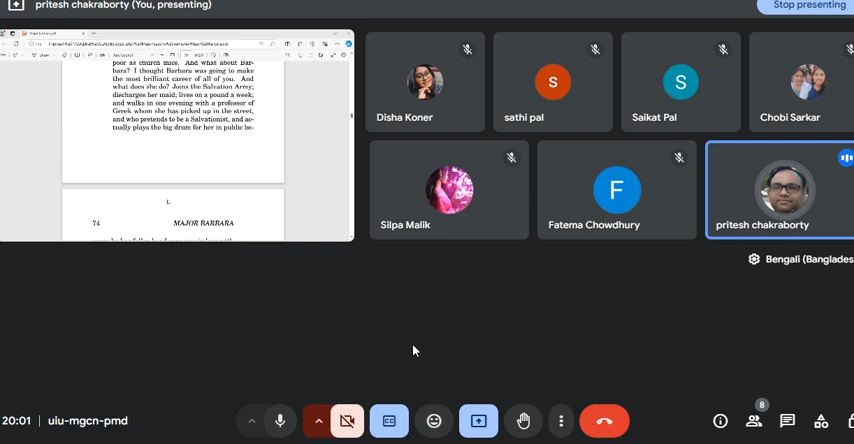 pritesh chakraborty (You, presenting)
Stop presenting
poor as church mice. And what about Bar-
bara? I thought Barbara was going to make
the most brilliant career of all of you. And
what does she do? Joins the Salvation Army;
discharges her maid; lives on a pound a week;
and walks in one evening with a professor of
Greek whom she has picked up in the street,
and who pretends to be a Salvationist, and ac-
tually plays the big drum for her in public be-
74 MAJOR BARBARA
Disha Koner
S
sathi pal
S
Saikat Pal
Chobi Sarkar
Silpa Malik
F
Fatema Chowdhury
pritesh chakraborty
Bengali (Banglades
20:01 | uiu-mgcn-pmd
CC
8